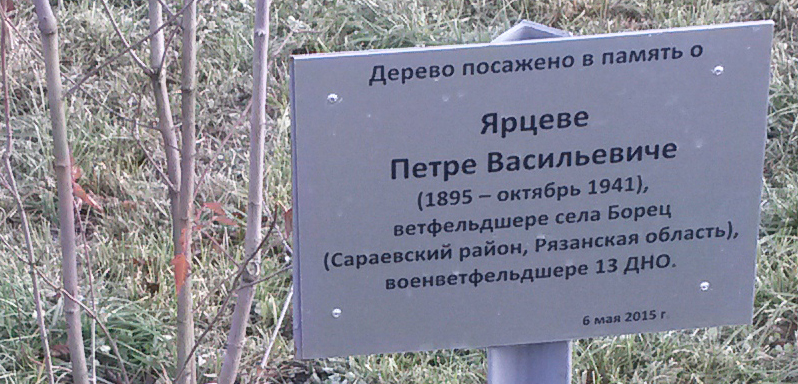 Дерево посажено в память о
Ярцеве
Петре Васильевиче
(1895 – октябрь 1941),
ветфельдшере села Борец
(Сараевский район, Рязанская область),
военветфельдшере 13 ДНО.
6 мая 2015 г.